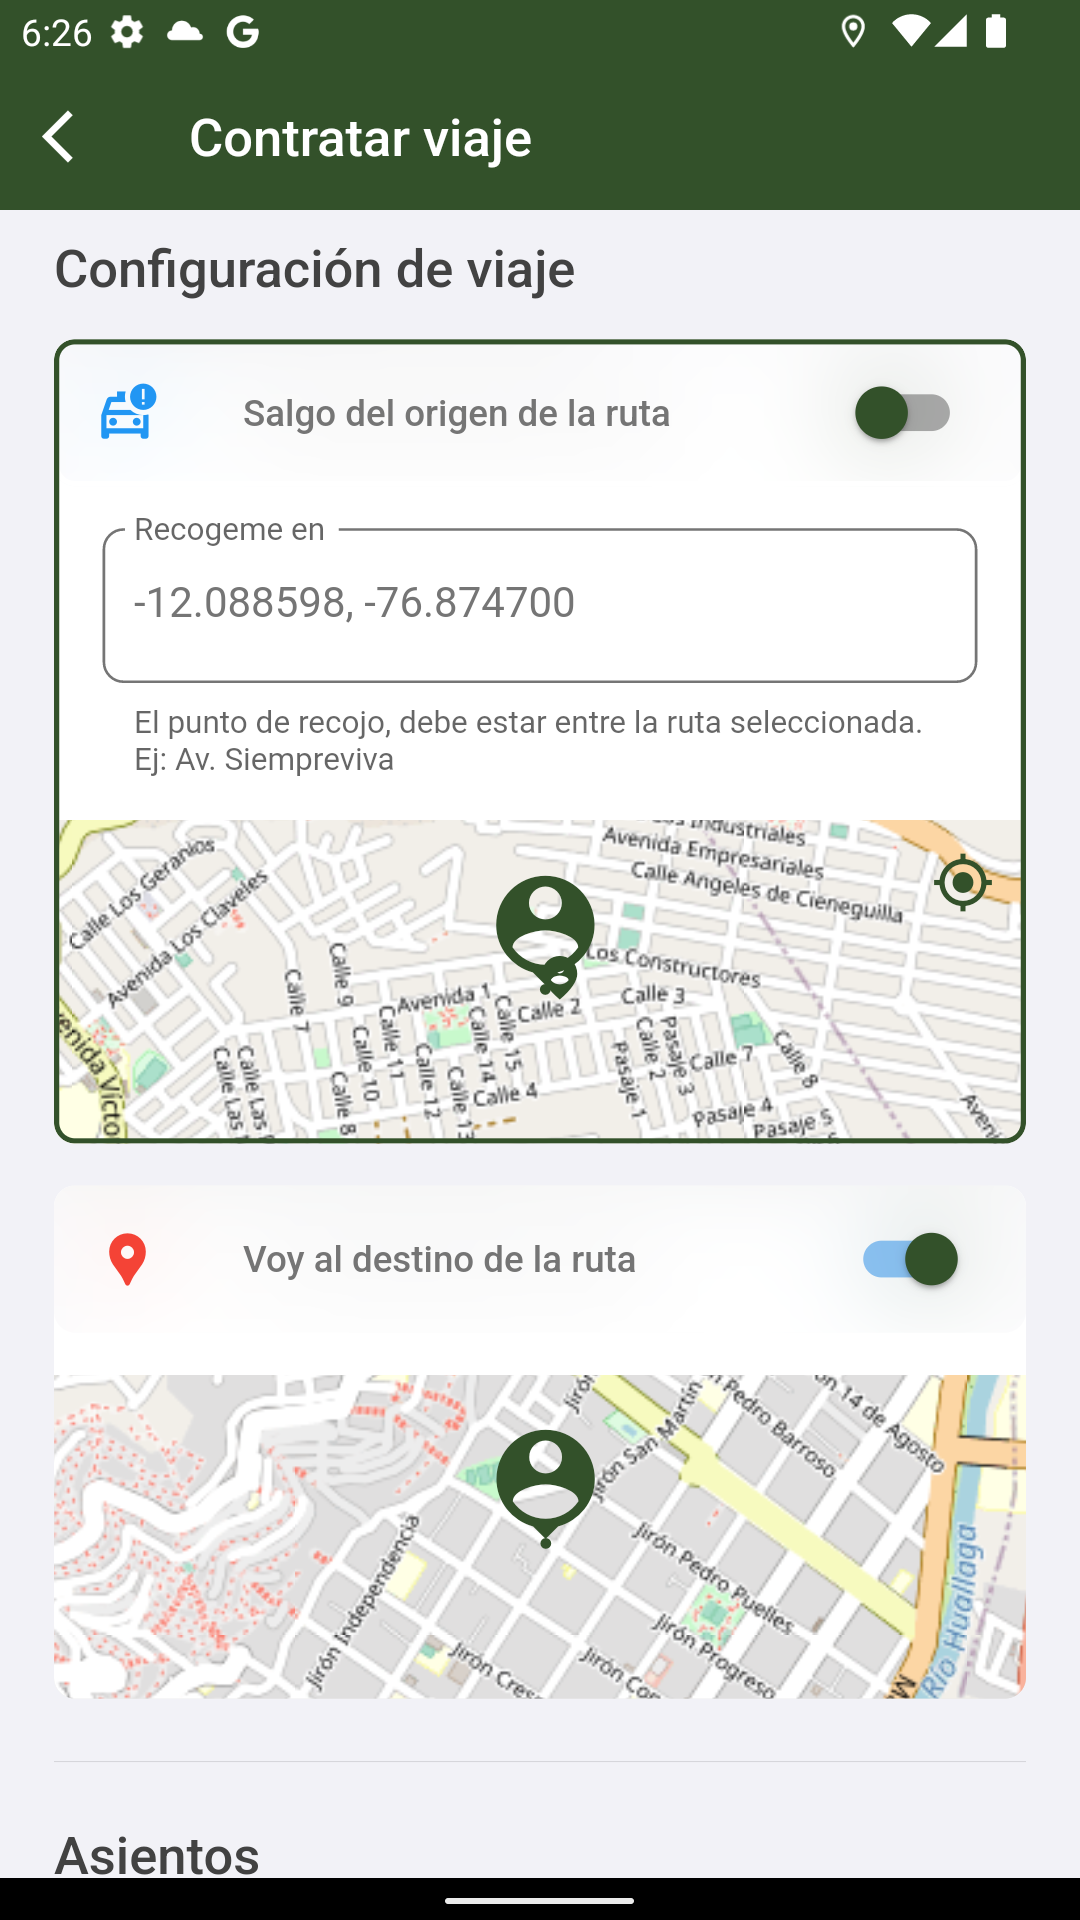 6:26
Contratar viaje
Configuración de viaje
Salgo del origen de la ruta
Recogeme en
-12.088598, -76.874700
El punto de recojo, debe estar entre la ruta seleccionada.
Ej: Av. Siempreviva
Industriales
Avenida Empresariales
Calle Angeles de Cieneguilla
Calle Los Geranios
Avenida Los Claveles
Los Constructores
Calle 7
Calle 9
Avenida 1
Calle 2
Calle 3
Calle 10
Calle 11
Calle 12
Calle 14
Calle 15
Calle 13
Calle 4
Calle 8
Calle Las
Calle Las
Pasaje 1
Calle 2
Pasaje 3
Calle 7
Calle 8
Pasaje 4
Pasaje 5
Voy al destino de la ruta
Jirón San Martín
Pedro Barroso
14 de Agosto
Jirón Independencia
Jirón Pedro Puelles
Jirón Progreso
Río Huallaga
Asientos